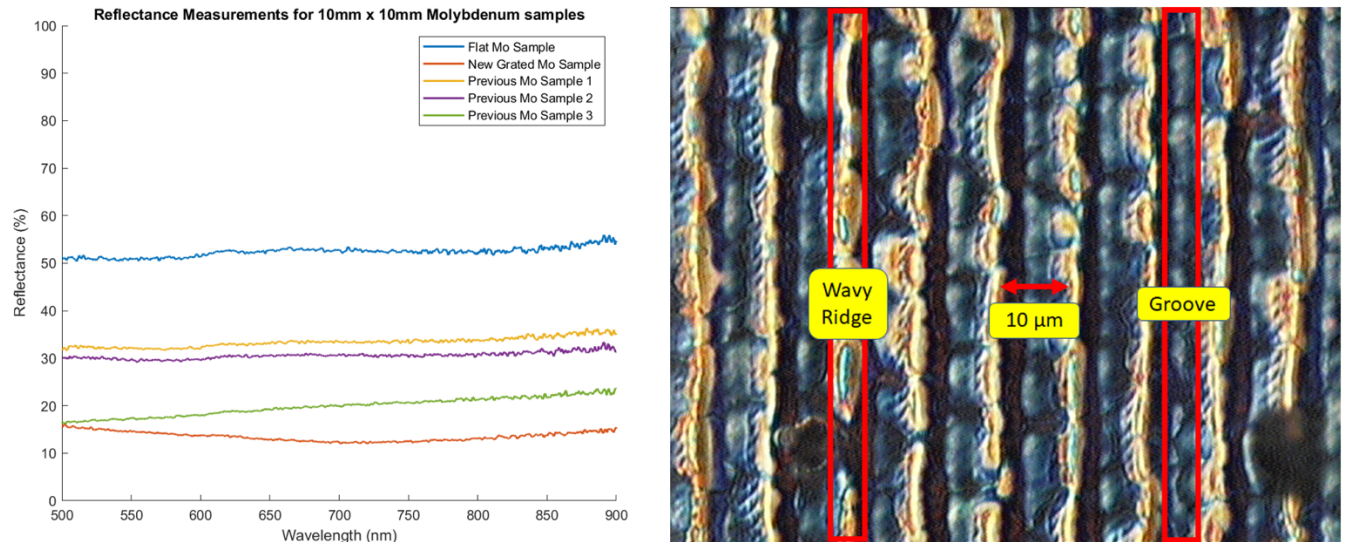 Reflectance Measurements for 10mm x 10mm Molybdenum samples
Reflectance (%)
100
90
80
70
60
50
40
30
20
10
0
Flat Mo Sample
New Grated Mo Sample
Previous Mo Sample 1
Previous Mo Sample 2
Previous Mo Sample 3
500
550
600
650
700
750
800
850
900
Wavelength (nm)
Wavy
Ridge
10 μm
Groove